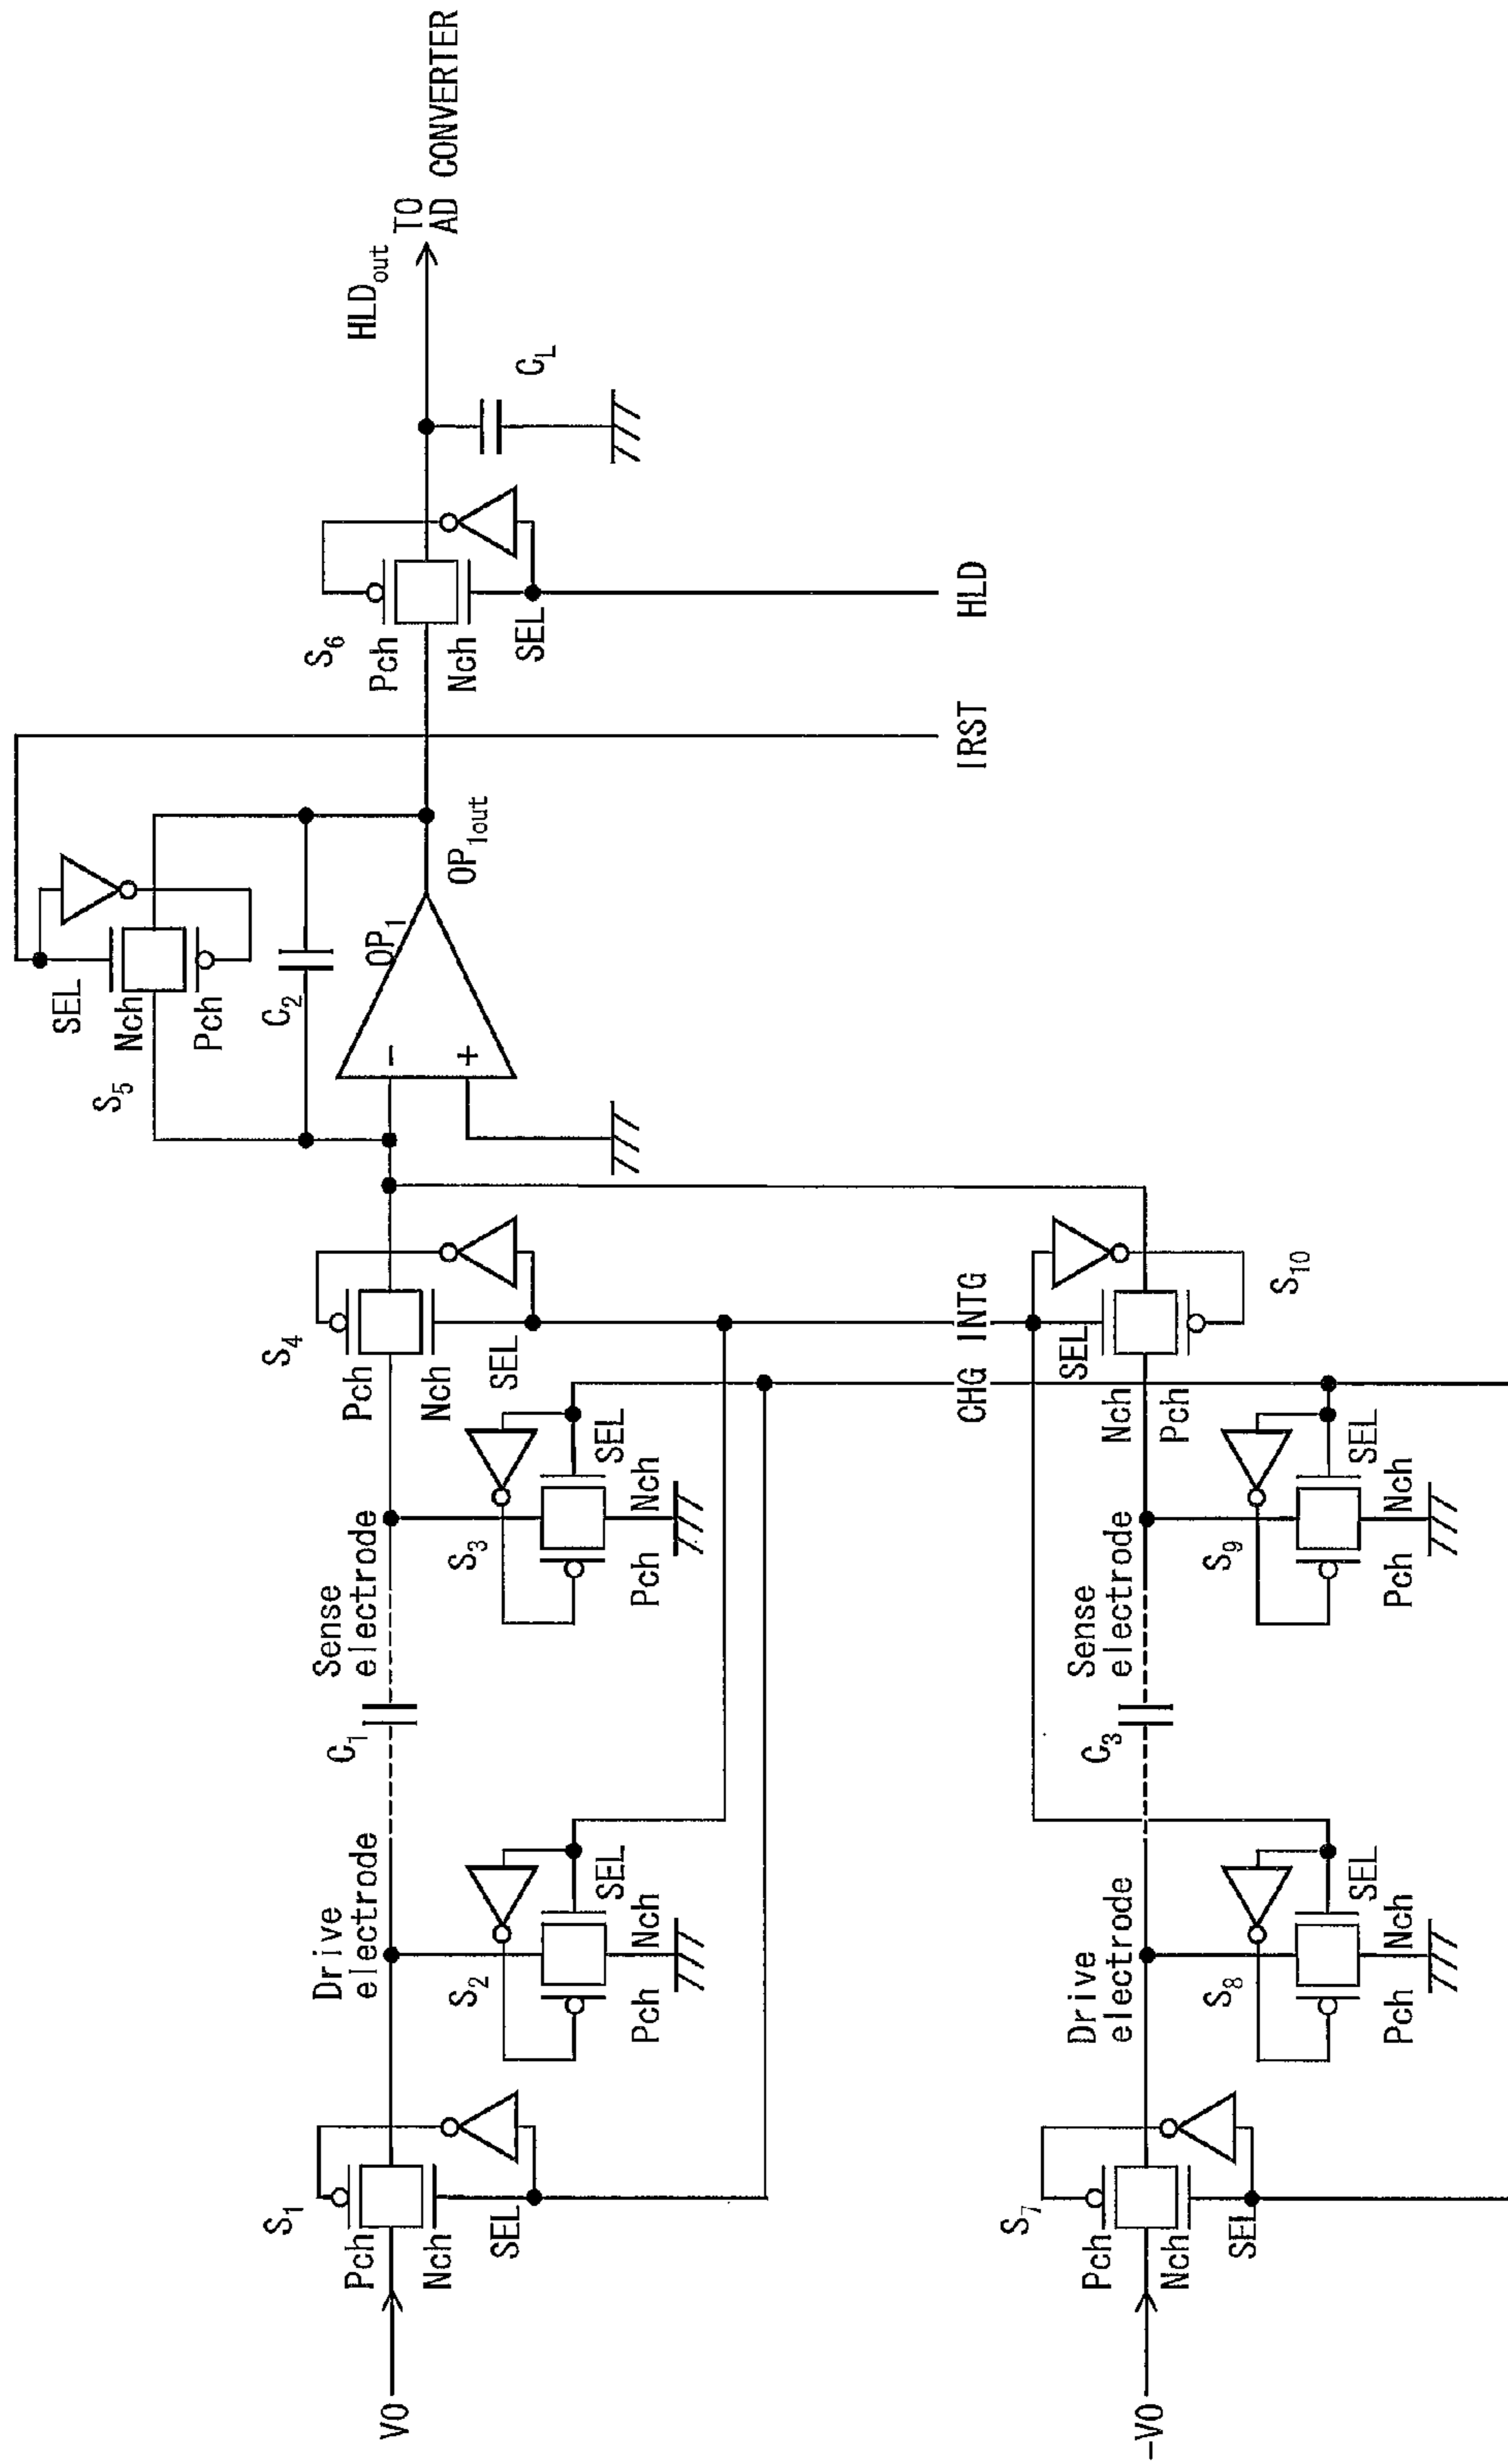 V0
S1
Pch
Nch
SEL
Drive
electrode
S2
SEL
Pch
Nch
C1
Sense
electrode
S3
SEL
Pch
Nch
S4
Pch
Nch
SEL
S5
SEL
Nch
Pch
C2
OP1
-
+
OP1out
S6
Pch
Nch
SEL
HLDout
TO
AD CONVERTER
CL
CHG
INTG
IRST
HLD
-V0
S7
Pch
Nch
SEL
Drive
electrode
S8
SEL
Pch
Nch
C3
Sense
electrode
S9
SEL
Pch
Nch
SEL
Nch
Pch
S10